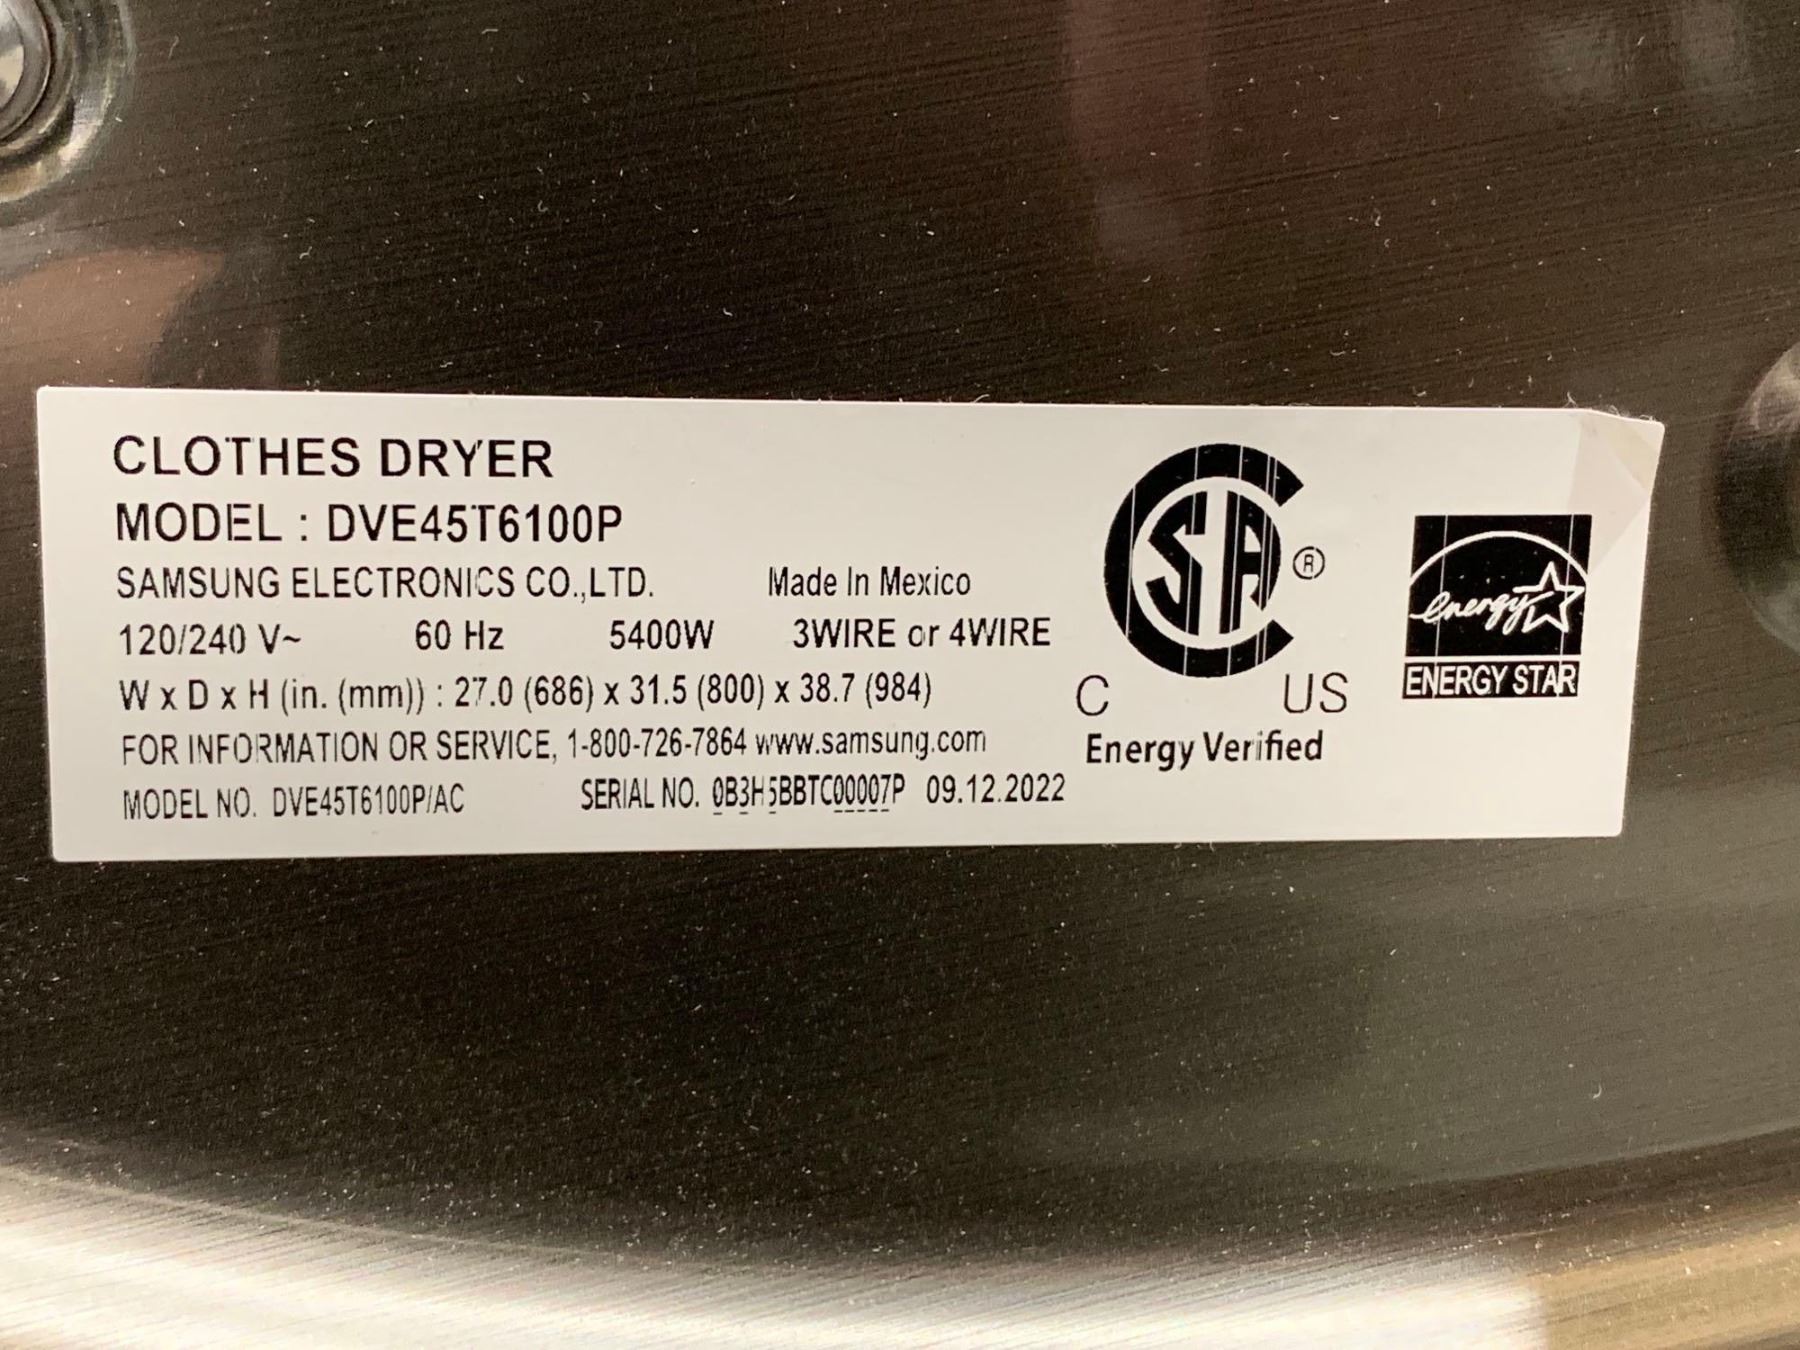 CLOTHES DRYER
MODEL : DVE45T6100P
SAMSUNG ELECTRONICS CO.,LTD. Made In Mexico
120/240 V~ 60 Hz 5400W 3WIRE or 4WIRE
W x D x H (in. (mm)) : 27.0 (686) x 31.5 (800) x 38.7 (984)
FOR INFORMATION OR SERVICE, 1-800-726-7864 www.samsung.com
MODEL NO. DVE45T6100P/AC SERIAL NO. 0B3H5BBTC00007P 09.12.2022
CSA ®
C US
Energy Verified
energy
ENERGY STAR